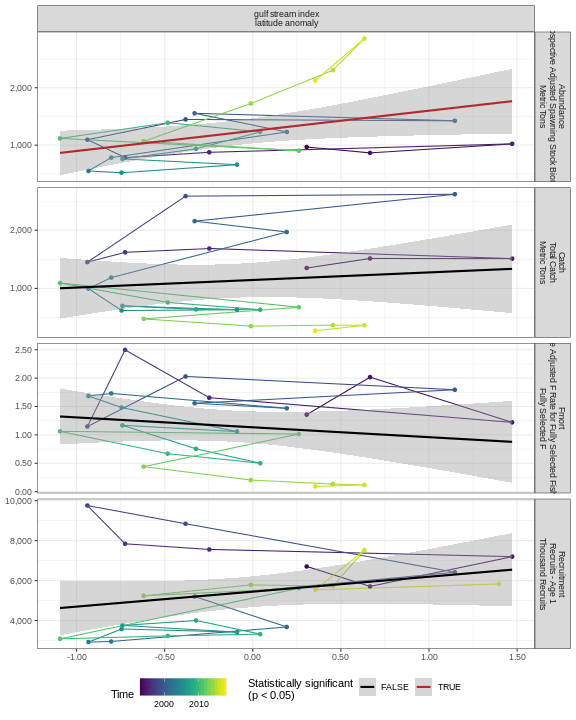 gulf stream index
latitude anomaly
2,000
1,000
Abundance
Adjusted Spawning Stock
Metric Tons
2,000
1,000
Catch
Total Catch
Metric Tons
2.50
2.00
1.50
1.00
0.50
0.00
Fmort
Adjusted F Rate for Fully Selected
Fully Selected F
10,000
8,000
6,000
4,000
Recruitment
Recruits - Age 1
Thousand Recruits
-1.00
-0.50
0.00
0.50
1.00
1.50
Time
2000
2010
Statistically significant
(p < 0.05)
FALSE
TRUE